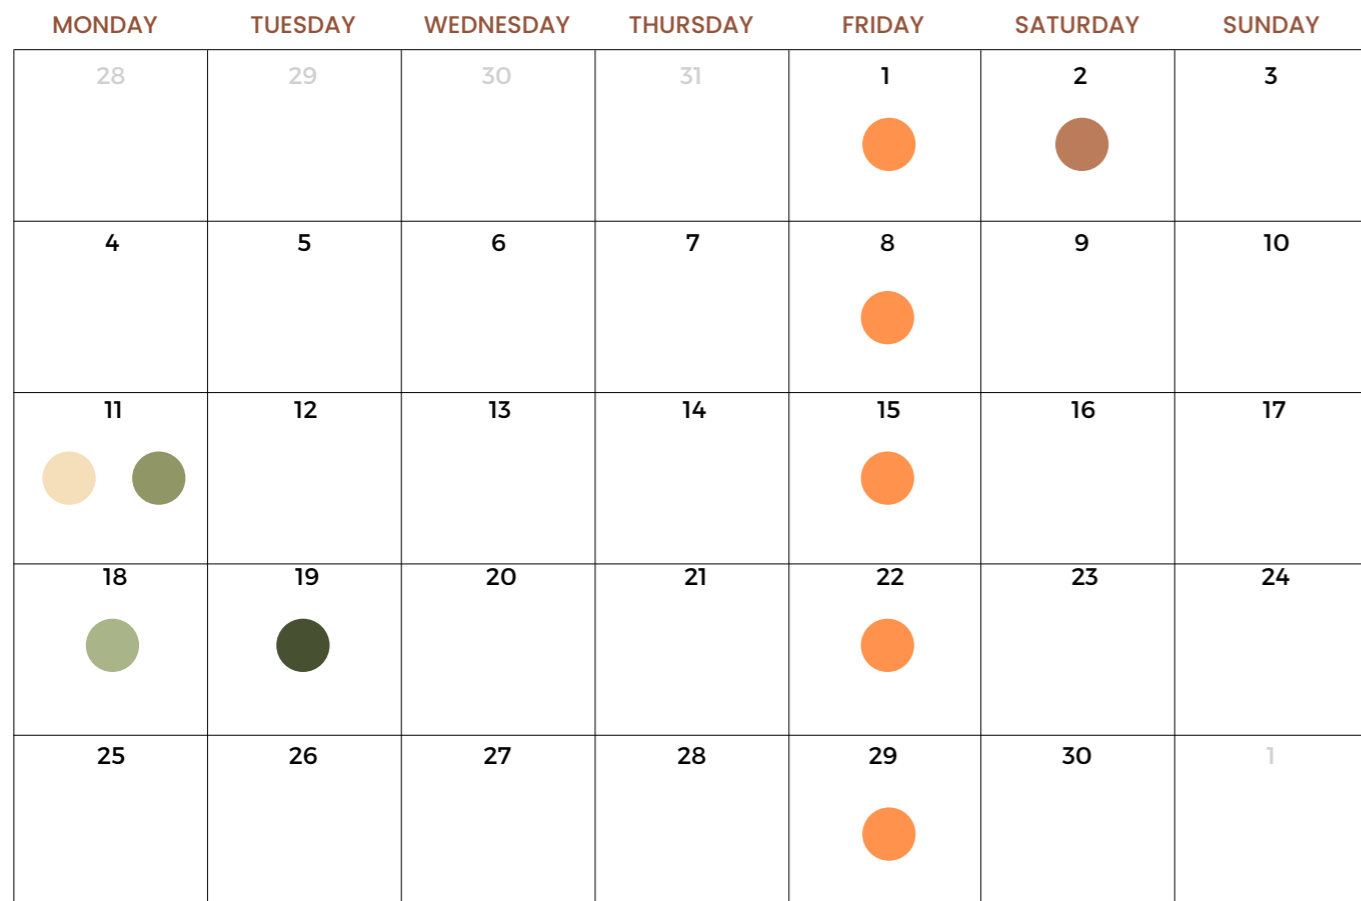 MONDAY TUESDAY WEDNESDAY THURSDAY FRIDAY SATURDAY SUNDAY
28 29 30 31 1 2 3
4 5 6 7 8 9 10
11 12 13 14 15 16 17
18 19 20 21 22 23 24
25 26 27 28 29 30 1